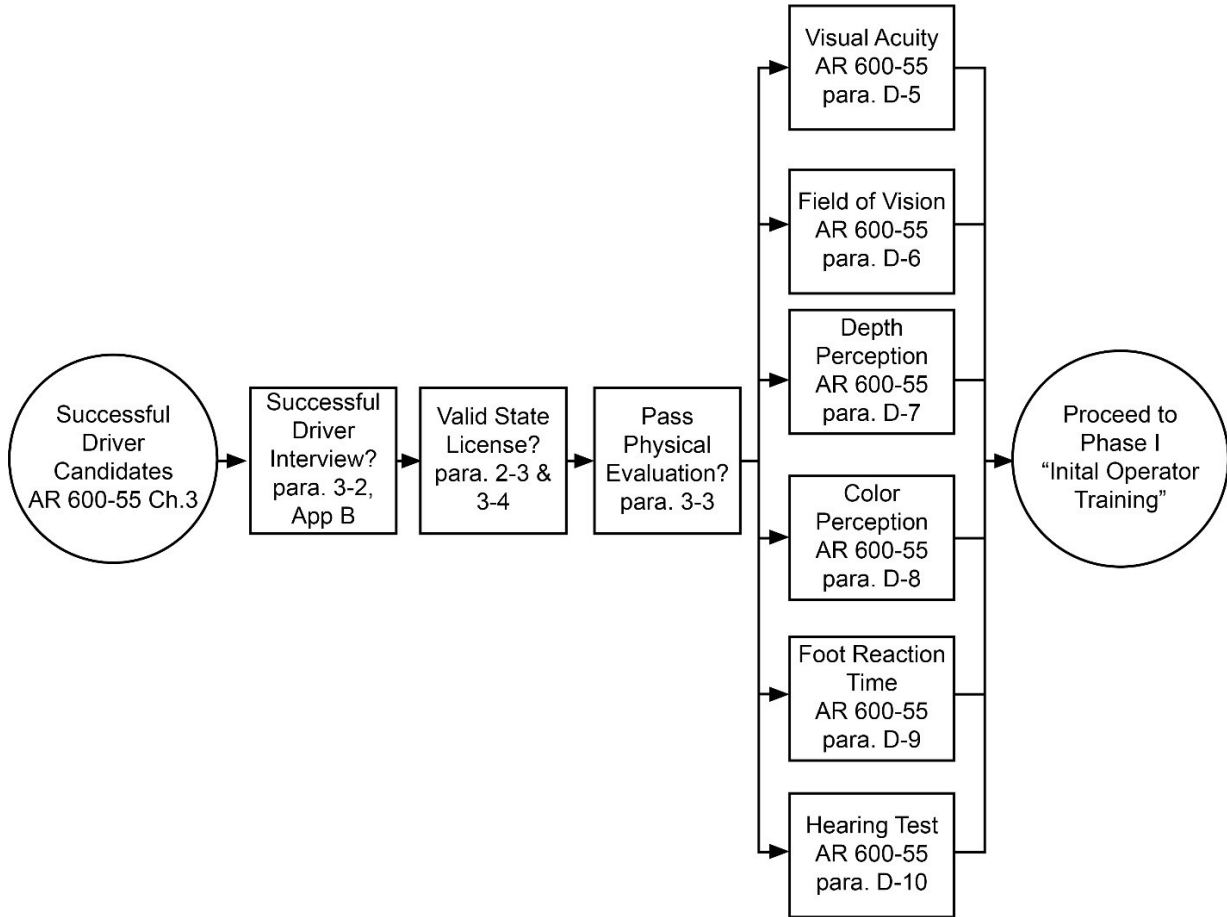 Successful
Driver
Candidates
AR 600-55 Ch.3
Successful
Driver
Interview?
para. 3-2,
App B
Valid State
License?
para. 2-3 &
3-4
Pass
Physical
Evaluation?
para. 3-3
Visual Acuity
AR 600-55
para. D-5
Field of Vision
AR 600-55
para. D-6
Depth
Perception
AR 600-55
para. D-7
Color
Perception
AR 600-55
para. D-8
Foot Reaction
Time
AR 600-55
para. D-9
Hearing Test
AR 600-55
para. D-10
Proceed to
Phase I
“Inital Operator
Training”